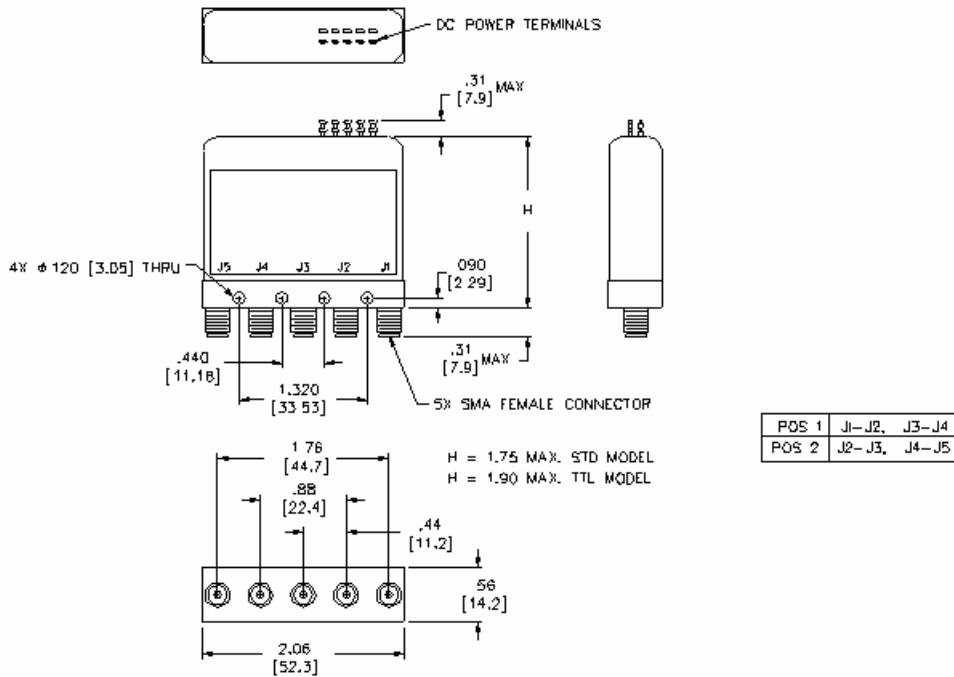 DC POWER TERMINALS
.31
[7.9] MAX
H
J5 J4 J3 J2 J1
4X ϕ 120 [3.05] THRU
090
[2 29]
.31
[7.9] MAX
.440
[11.18]
1.320
[33 53]
5X SMA FEMALE CONNECTOR
POS 1 J1-J2, J3-J4
POS 2 J2-J3, J4-J5
1 76
[44.7]
H = 1.75 MAX. STD MODEL
H = 1.90 MAX. TTL MODEL
.88
[22.4]
.44
[11.2]
56
[14.2]
2.06
[52.3]